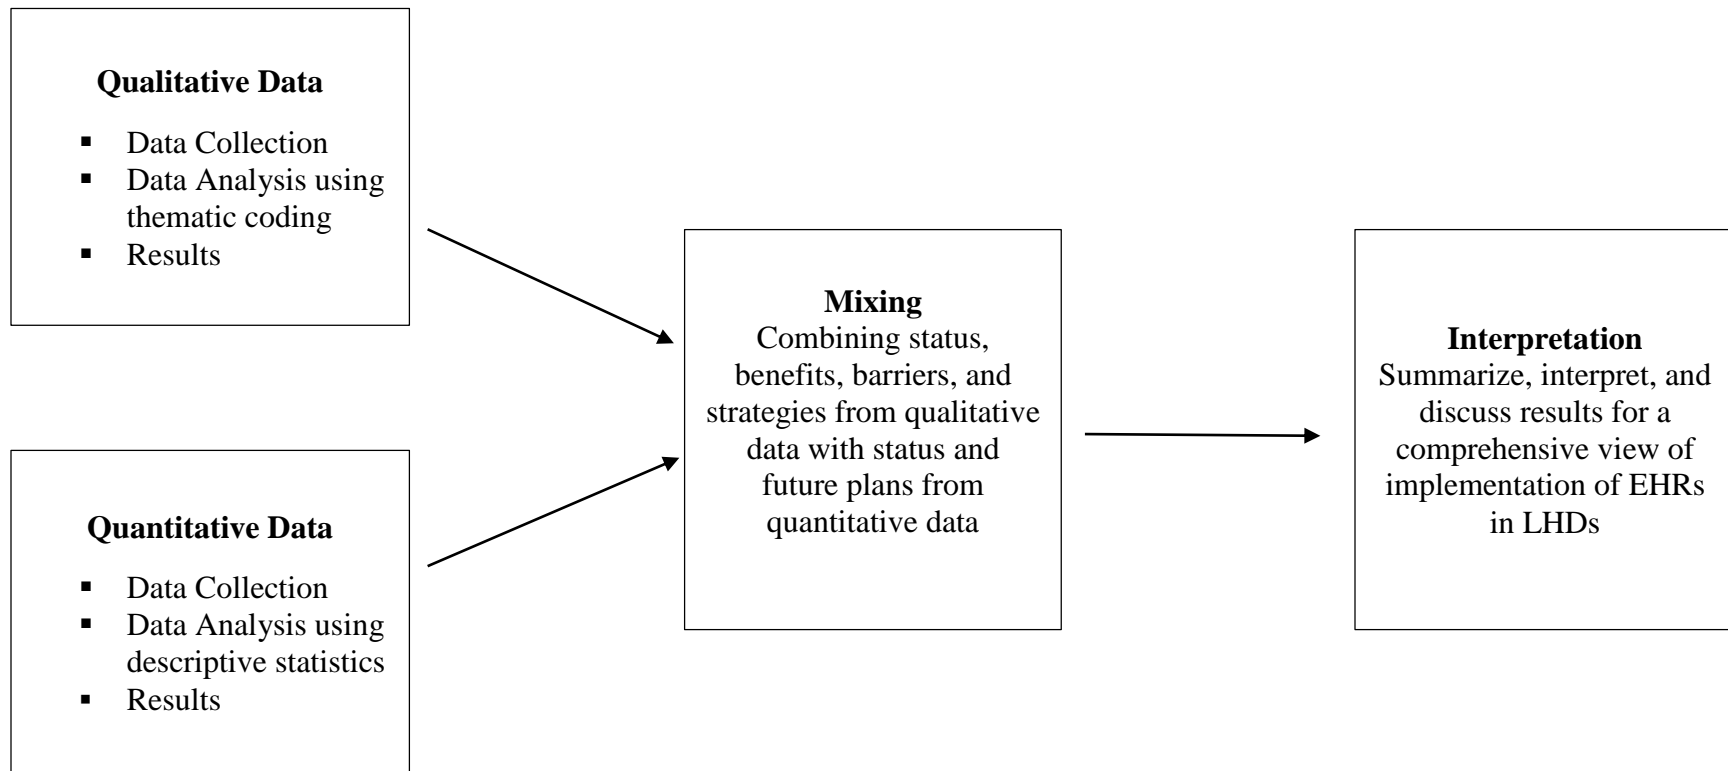 Qualitative Data
▪ Data Collection
▪ Data Analysis using
thematic coding
▪ Results
Quantitative Data
▪ Data Collection
▪ Data Analysis using
descriptive statistics
▪ Results
Mixing
Combining status,
benefits, barriers, and
strategies from qualitative
data with status and
future plans from
quantitative data
Interpretation
Summarize, interpret, and
discuss results for a
comprehensive view of
implementation of EHRs
in LHDs